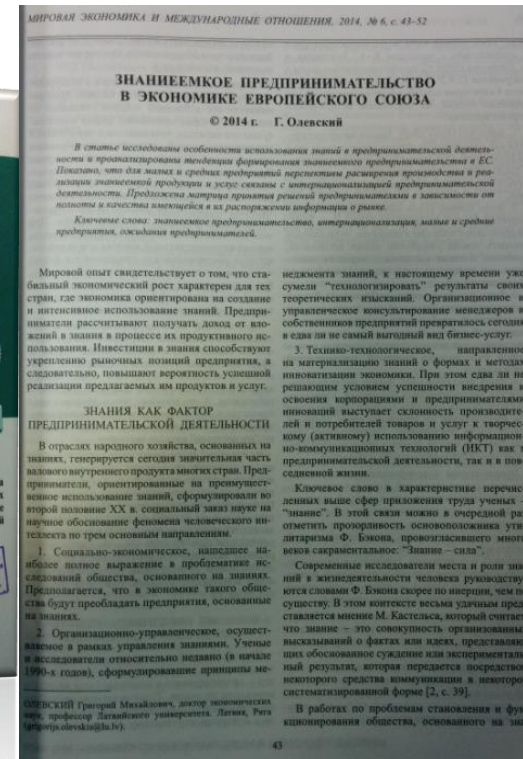 МИРОВАЯ ЭКОНОМИКА И МЕЖДУНАРОДНЫЕ ОТНОШЕНИЯ, 2014, № 6, с. 43–52
ЗНАНИЕЕМКОЕ ПРЕДПРИНИМАТЕЛЬСТВО
В ЭКОНОМИКЕ ЕВРОПЕЙСКОГО СОЮЗА
© 2014 г. Г. Олевский
В статье исследованы особенности использования знаний в предпринимательской деятель-
ности и проанализированы тенденции формирования знаниеемкого предпринимательства в ЕС.
Показано, что для малых и средних предприятий перспективы расширения производства и реа-
лизации знаниеемкой продукции и услуг связаны с интернационализацией предпринимательской
деятельности. Предложена матрица принятия решений предпринимателями в зависимости от
полноты и качества имеющейся в их распоряжении информации о рынке.
Ключевые слова: знаниеемкое предпринимательство, интернационализация, малые и средние
предприятия, ожидания предпринимателей.
Мировой опыт свидетельствует о том, что ста-
бильный экономический рост характерен для тех
стран, где экономика ориентирована на создание
и интенсивное использование знаний. Предпри-
ниматели рассчитывают получать доход от вло-
жений в знания в процессе их продуктивного ис-
пользования. Инвестиции в знания способствуют
укреплению рыночных позиций предприятия, а
следовательно, повышают вероятность успешной
реализации предлагаемых им продуктов и услуг.
ЗНАНИЯ КАК ФАКТОР
ПРЕДПРИНИМАТЕЛЬСКОЙ ДЕЯТЕЛЬНОСТИ
В отраслях народного хозяйства, основанных на
знаниях, генерируется сегодня значительная часть
валового внутреннего продукта многих стран. Пред-
приниматели, ориентированные на преимущест-
венное использование знаний, сформулировали во
второй половине XX в. социальный заказ науке на
научное обоснование феномена человеческого ин-
теллекта по трем основным направлениям.
1. Социально-экономическое, нашедшее на-
иболее полное выражение в проблематике ис-
следований общества, основанного на знаниях.
Предполагается, что в экономике такого обще-
ства будут преобладать предприятия, основанные
на знаниях.
2. Организационно-управленческое, осущест-
вляемое в рамках управления знаниями. Ученые
и исследователи относительно недавно (в начале
1990-х годов), сформулировавшие принципы ме-
ОЛЕВСКИЙ Григорий Михайлович, доктор экономических
наук, профессор Латвийского университета. Латвия, Рига
(grigorijs.olevskis@lu.lv).
неджмента знаний, к настоящему времени уже
сумели “технологизировать” результаты своих
теоретических изысканий. Организационное и
управленческое консультирование менеджеров и
собственников предприятий превратилось сегодня
в едва ли не самый выгодный вид бизнес-услуг.
3. Технико-технологическое, направленное
на материализацию знаний о формах и методах
инноватизации экономики. При этом едва ли не
решающим условием успешности внедрения и
освоения корпорациями и предпринимателями
инноваций выступает склонность производите-
лей и потребителей товаров и услуг к творчес-
кому (активному) использованию информацион-
но-коммуникационных технологий (ИКТ) как в
предпринимательской деятельности, так и в пов-
седневной жизни.
Ключевое слово в характеристике перечис-
ленных выше сфер приложения труда ученых –
“знание”. В этой связи можно в очередной раз
отметить прозорливость основоположника ути-
литаризма Ф. Бэкона, провозгласившего много
веков сакраментальное: “Знание – сила”.
Современные исследователи места и роли зна-
ний в жизнедеятельности человека руководству-
ются словами Ф. Бэкона скорее по инерции, чем по
существу. В этом контексте весьма удачным пред-
ставляется мнение М. Кастельса, который считает,
что знание – это совокупность организованных
высказываний о фактах или идеях, представляю-
щих обоснованное суждение или эксперименталь-
ный результат, которая передается посредством
некоторого средства коммуникации в некоторой
систематизированной форме [2, с. 39].
В работах по проблемам становления и фун-
кционирования общества, основанного на зна-
43